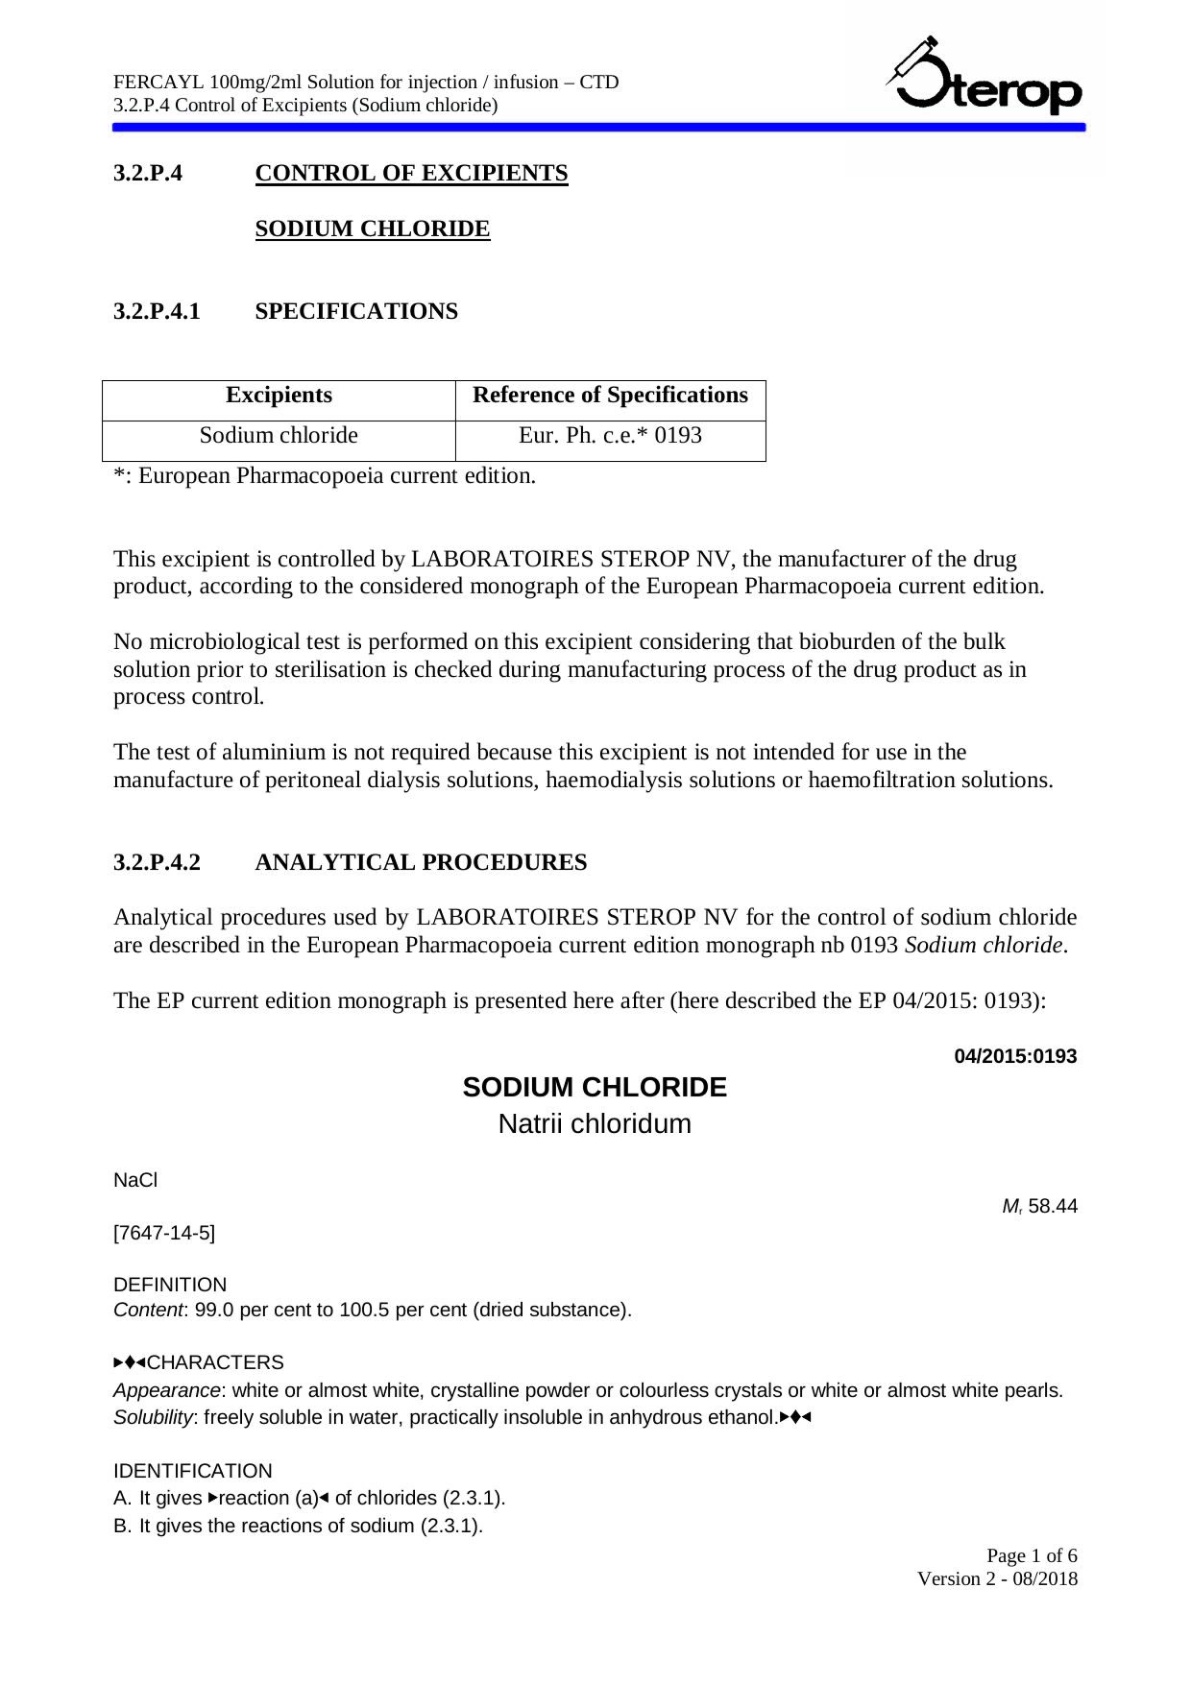 FERCAYL 100mg/2ml Solution for injection / infusion – CTD
3.2.P.4 Control of Excipients (Sodium chloride)
Sterop
3.2.P.4 CONTROL OF EXCIPIENTS
SODIUM CHLORIDE
3.2.P.4.1 SPECIFICATIONS
Excipients Reference of Specifications
Sodium chloride Eur. Ph. c.e.* 0193
*: European Pharmacopoeia current edition.
This excipient is controlled by LABORATOIRES STEROP NV, the manufacturer of the drug
product, according to the considered monograph of the European Pharmacopoeia current edition.
No microbiological test is performed on this excipient considering that bioburden of the bulk
solution prior to sterilisation is checked during manufacturing process of the drug product as in
process control.
The test of aluminium is not required because this excipient is not intended for use in the
manufacture of peritoneal dialysis solutions, haemodialysis solutions or haemofiltration solutions.
3.2.P.4.2 ANALYTICAL PROCEDURES
Analytical procedures used by LABORATOIRES STEROP NV for the control of sodium chloride
are described in the European Pharmacopoeia current edition monograph nb 0193 Sodium chloride.
The EP current edition monograph is presented here after (here described the EP 04/2015: 0193):
04/2015:0193
SODIUM CHLORIDE
Natrii chloridum
NaCl
Mr 58.44
[7647-14-5]
DEFINITION
Content: 99.0 per cent to 100.5 per cent (dried substance).
▶♦◀CHARACTERS
Appearance: white or almost white, crystalline powder or colourless crystals or white or almost white pearls.
Solubility: freely soluble in water, practically insoluble in anhydrous ethanol.▶♦◀
IDENTIFICATION
A. It gives ▶reaction (a)◀ of chlorides (2.3.1).
B. It gives the reactions of sodium (2.3.1).
Page 1 of 6
Version 2 - 08/2018